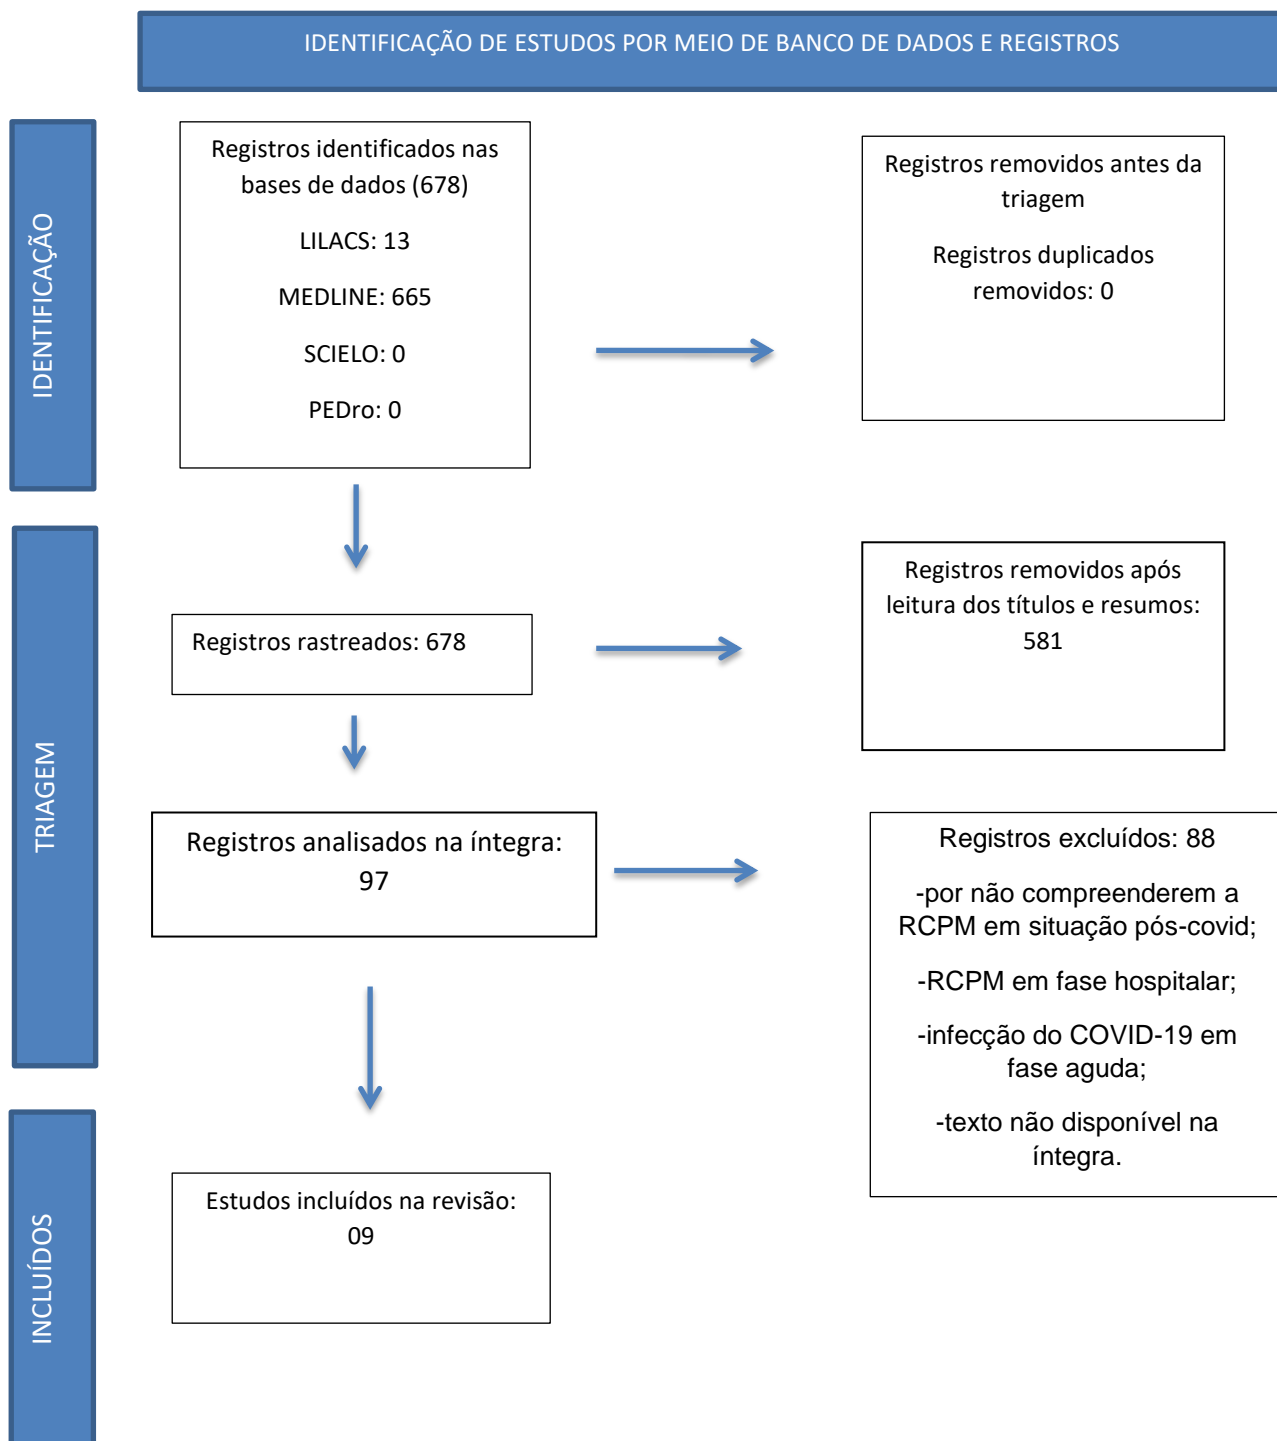 IDENTIFICAÇÃO DE ESTUDOS POR MEIO DE BANCO DE DADOS E REGISTROS
IDENTIFICAÇÃO
Registros identificados nas
bases de dados (678)
LILACS: 13
MEDLINE: 665
SCIELO: 0
PEDro: 0
Registros removidos antes da
triagem
Registros duplicados
removidos: 0
TRIAGEM
Registros rastreados: 678
Registros removidos após
leitura dos títulos e resumos:
581
Registros analisados na íntegra:
97
Registros excluídos: 88
-por não compreenderem a
RCPM em situação pós-covid;
-RCPM em fase hospitalar;
-infecção do COVID-19 em
fase aguda;
-texto não disponível na
íntegra.
INCLUÍDOS
Estudos incluídos na revisão:
09